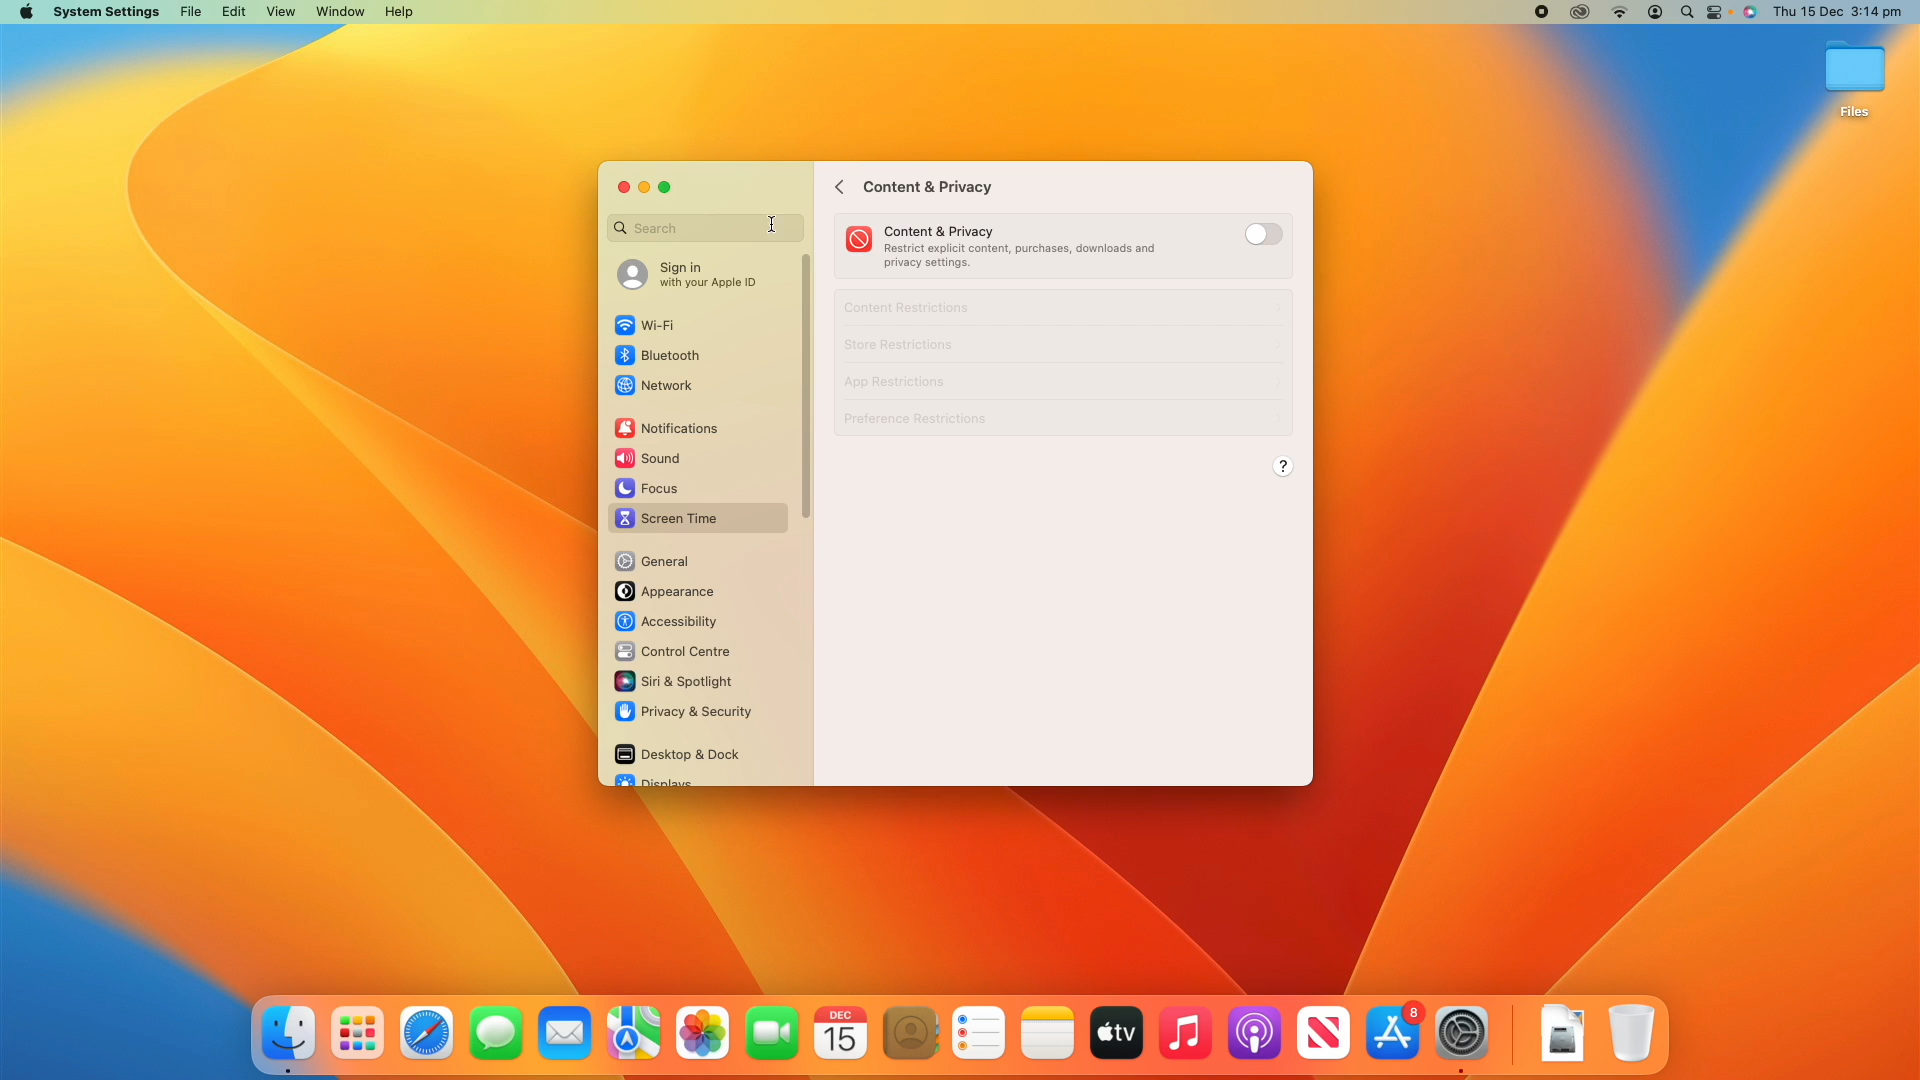 System Settings File Edit View Window Help
Thu 15 Dec 3:14 pm
Files
Content & Privacy
Search
Content & Privacy
Restrict explicit content, purchases, downloads and
privacy settings.
Sign in
with your Apple ID
Content Restrictions
Store Restrictions
App Restrictions
Preference Restrictions
?
Wi-Fi
Bluetooth
Network
Notifications
Sound
Focus
Screen Time
General
Appearance
Accessibility
Control Centre
Siri & Spotlight
Privacy & Security
Desktop & Dock
Displays
DEC
15
tv
8